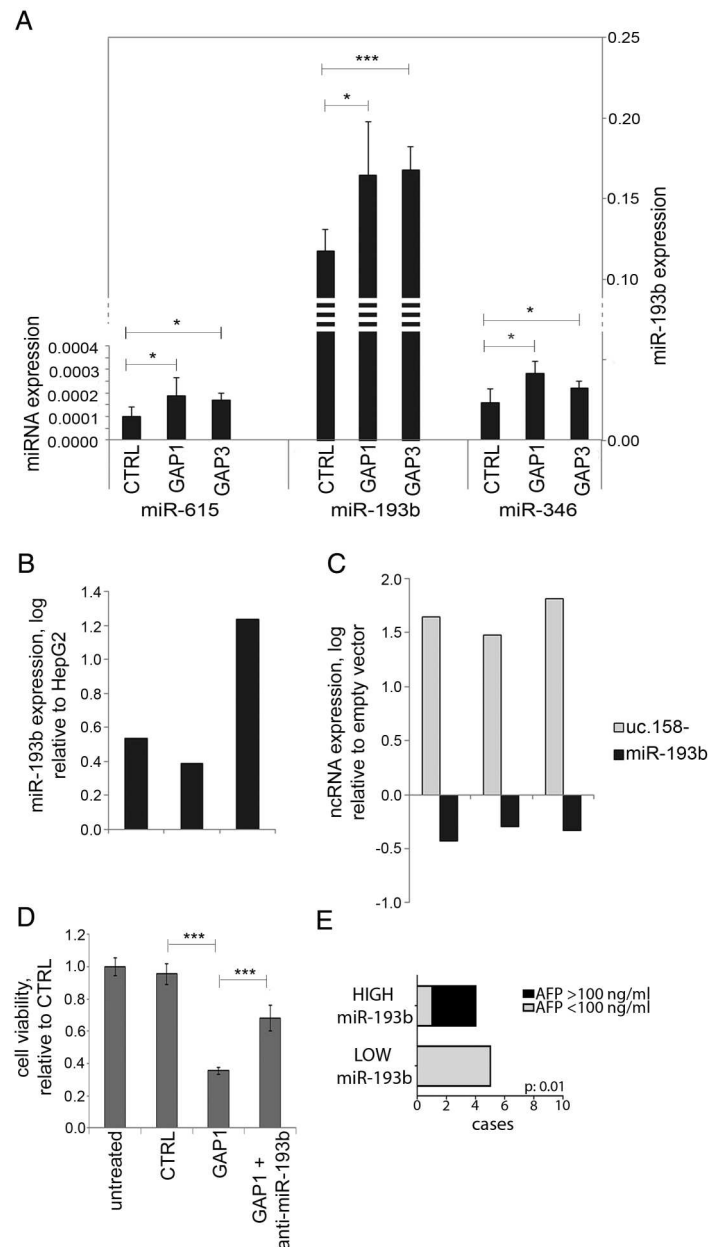 A
0.25
0.20
0.15
0.10
0.00
miR-193b expression
***
*
*
*
*
*
0.0004
0.0003
0.0002
0.0001
0.0000
miRNA expression
CTRL
GAP1
GAP3
CTRL
GAP1
GAP3
CTRL
GAP1
GAP3
miR-615
miR-193b
miR-346
B
1.4
1.2
1.0
0.8
0.6
0.4
0.2
0.0
miR-193b expression, log
relative to HepG2
C
2.0
1.5
1.0
0.5
0.0
-0.5
-1.0
ncRNA expression, log
relative to empty vector
uc.158-
miR-193b
D
1.2
1.0
0.8
0.6
0.4
0.2
0.0
cell viability,
relative to CTRL
***
***
untreated
CTRL
GAP1
GAP1 +
anti-miR-193b
E
HIGH
miR-193b
LOW
miR-193b
AFP >100 ng/ml
AFP <100 ng/ml
p: 0.01
0 2 4 6 8 10
cases